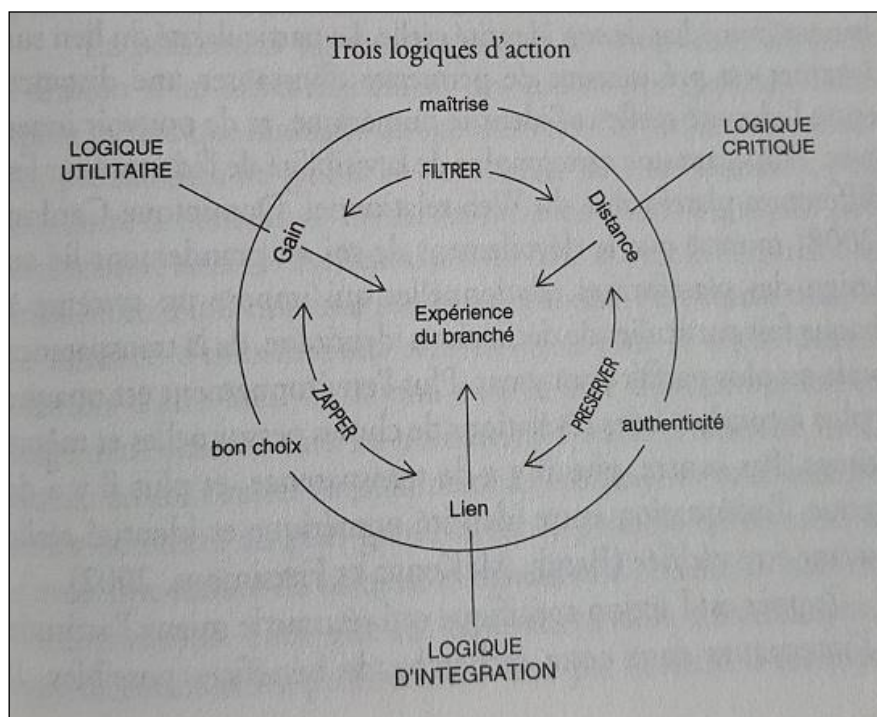 Trois logiques d'action
maîtrise
LOGIQUE
UTILITAIRE
LOGIQUE
CRITIQUE
FILTRER
Gain
Distance
Expérience
du branché
ZAPPER
PRESERVER
bon choix
authenticité
Lien
LOGIQUE
D'INTEGRATION